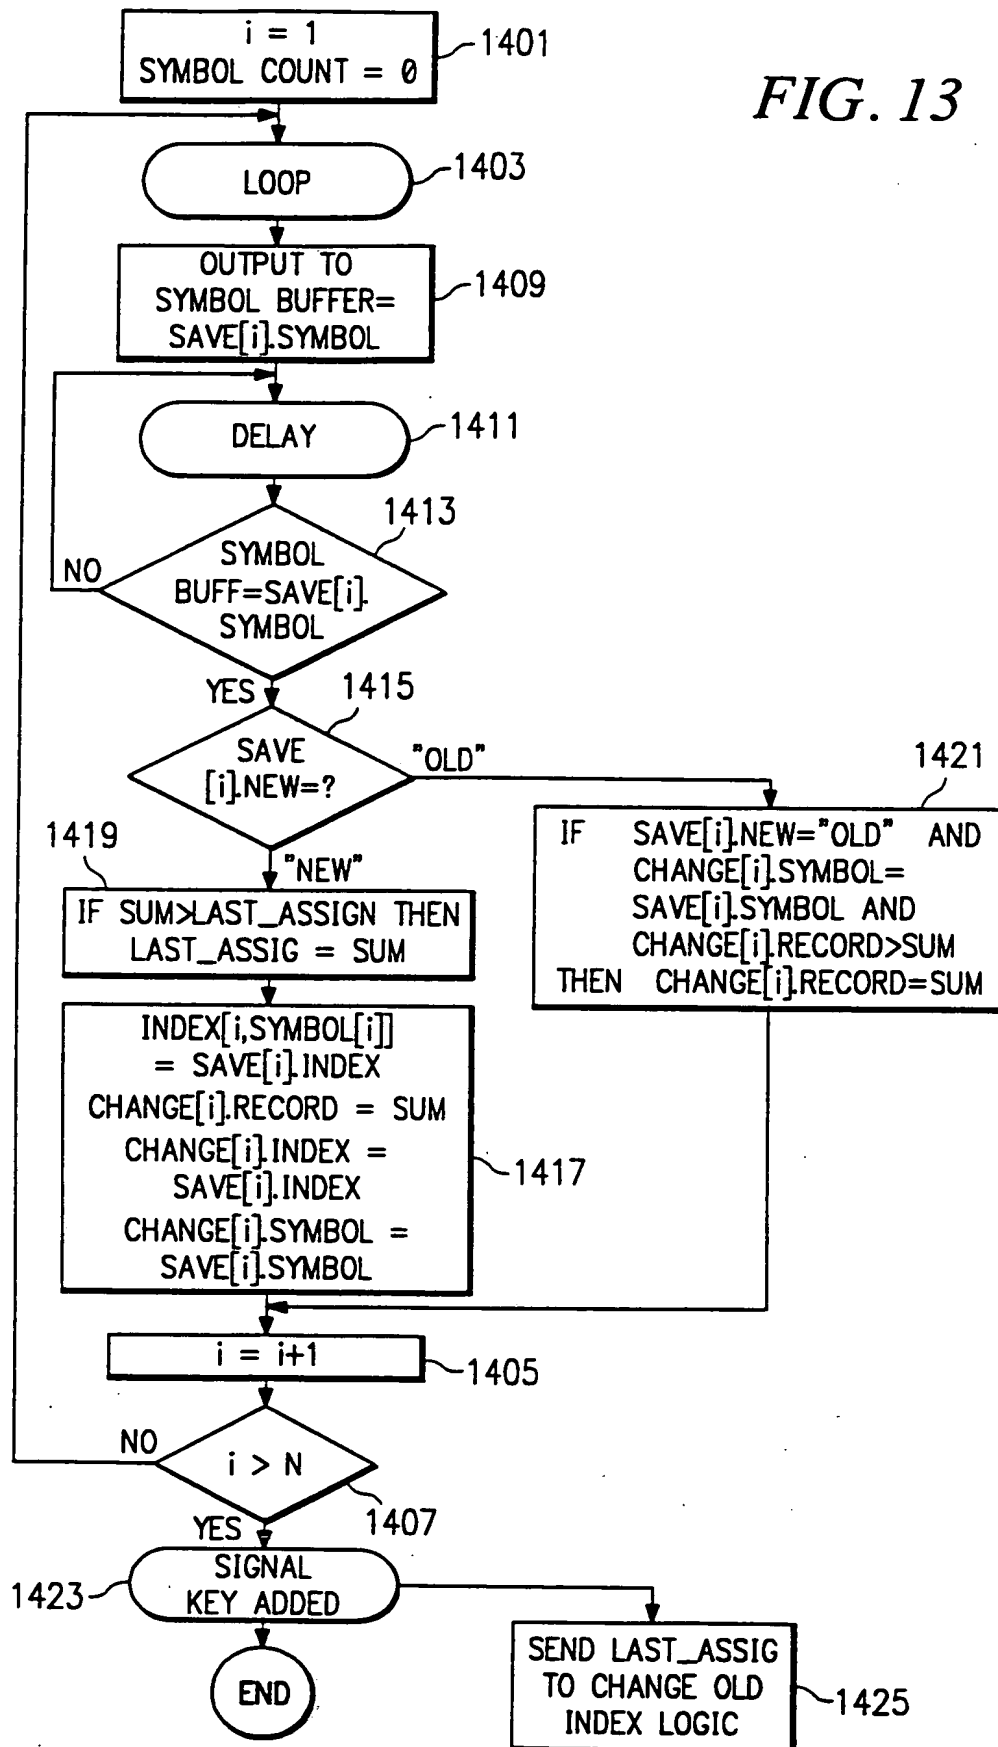 i = 1
SYMBOL COUNT = 0
1401
FIG. 13
LOOP
1403
OUTPUT TO
SYMBOL BUFFER=
SAVE[i].SYMBOL
1409
DELAY
1411
1413
SYMBOL
BUFF=SAVE[i].
SYMBOL
NO
YES
1415
SAVE
[i].NEW=?
"OLD"
1421
IF SAVE[i].NEW="OLD" AND
CHANGE[i].SYMBOL=
SAVE[i].SYMBOL AND
CHANGE[i].RECORD>SUM
THEN CHANGE[i].RECORD=SUM
1419
"NEW"
IF SUM>LAST_ASSIGN THEN
LAST_ASSIG = SUM
INDEX[i,SYMBOL[i]]
= SAVE[i].INDEX
CHANGE[i].RECORD = SUM
CHANGE[i].INDEX =
SAVE[i].INDEX
CHANGE[i].SYMBOL =
SAVE[i].SYMBOL
1417
i = i+1
1405
NO
i > N
1407
YES
SIGNAL
KEY ADDED
1423
END
SEND LAST_ASSIG
TO CHANGE OLD
INDEX LOGIC
1425